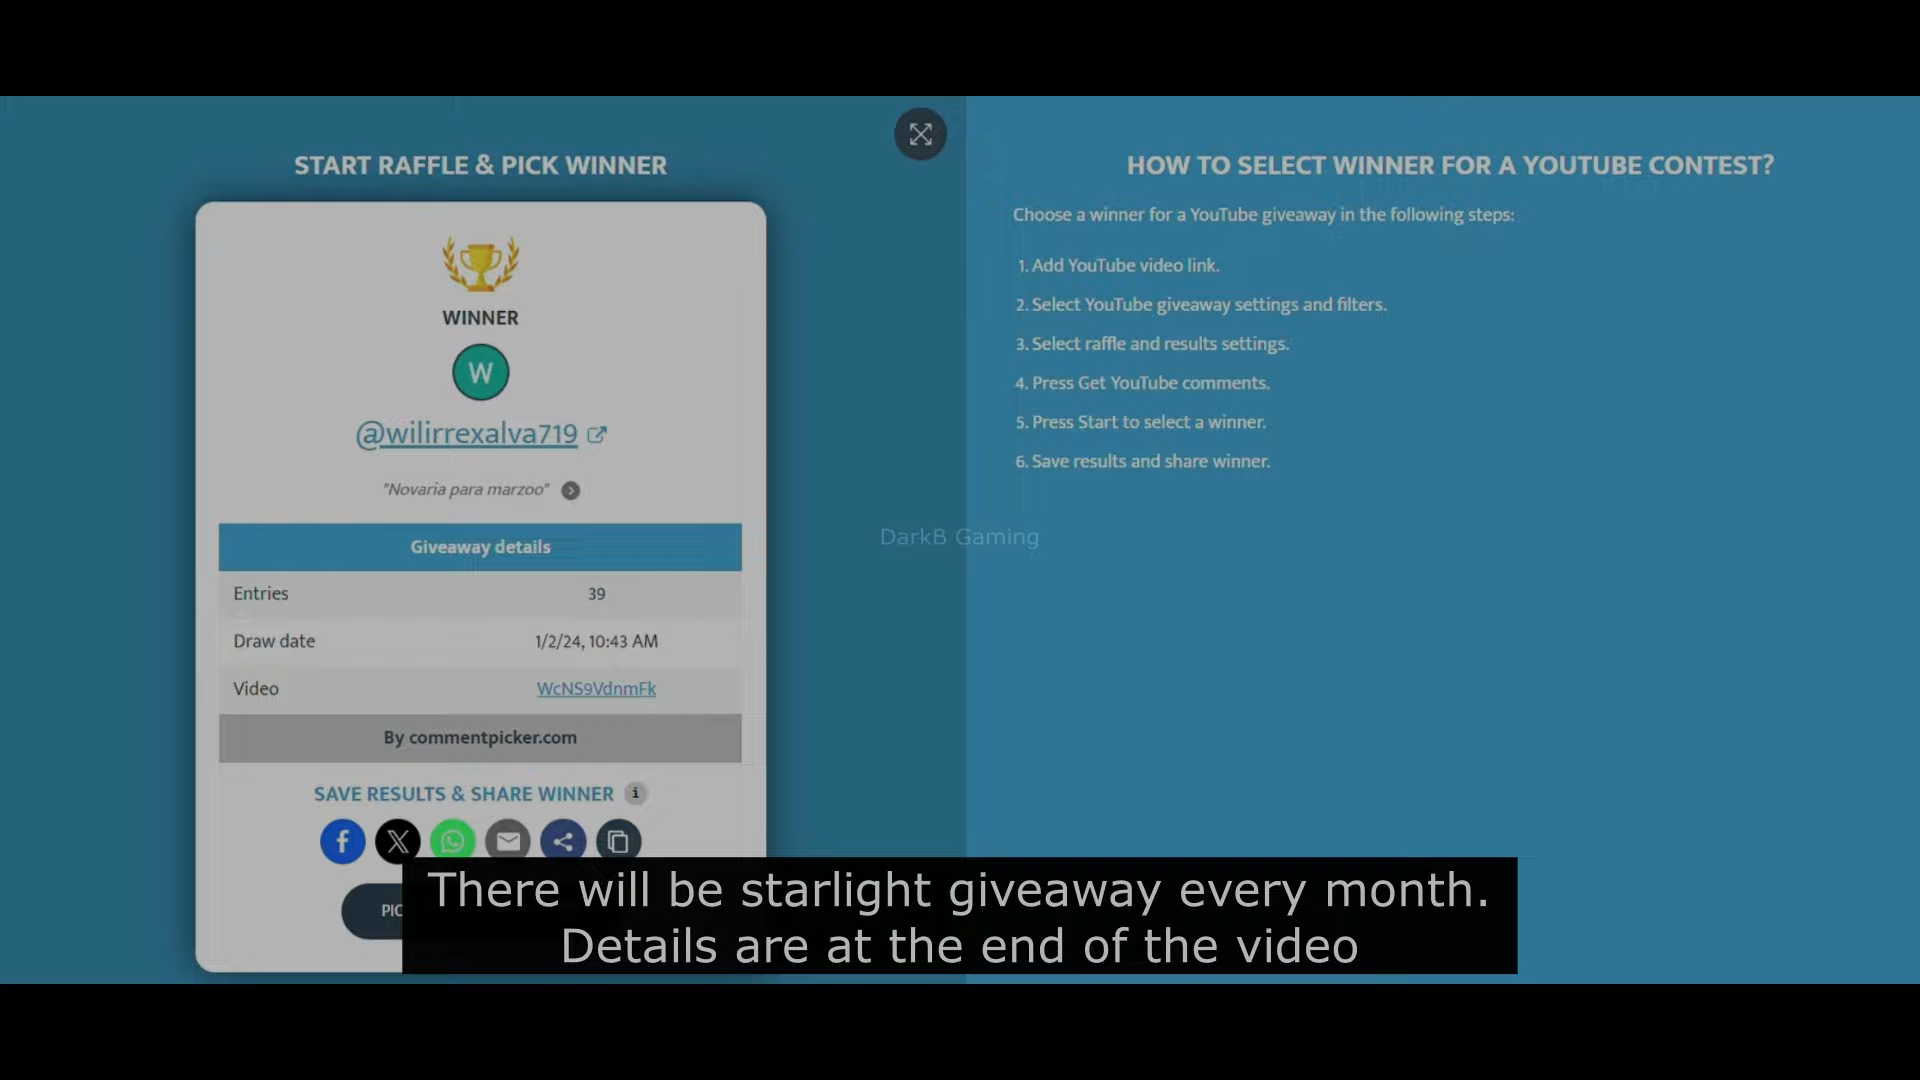 START RAFFLE & PICK WINNER
WINNER
W
@wilirrexalva719
"Novaria para marzoo"
Giveaway details
Entries 39
Draw date 1/2/24, 10:43 AM
Video WcNS9VdnmFk
By commentpicker.com
SAVE RESULTS & SHARE WINNER i
PIC
HOW TO SELECT WINNER FOR A YOUTUBE CONTEST?
Choose a winner for a YouTube giveaway in the following steps:
1. Add YouTube video link.
2. Select YouTube giveaway settings and filters.
3. Select raffle and results settings.
4. Press Get YouTube comments.
5. Press Start to select a winner.
6. Save results and share winner.
DarkB Gaming
There will be starlight giveaway every month.
Details are at the end of the video